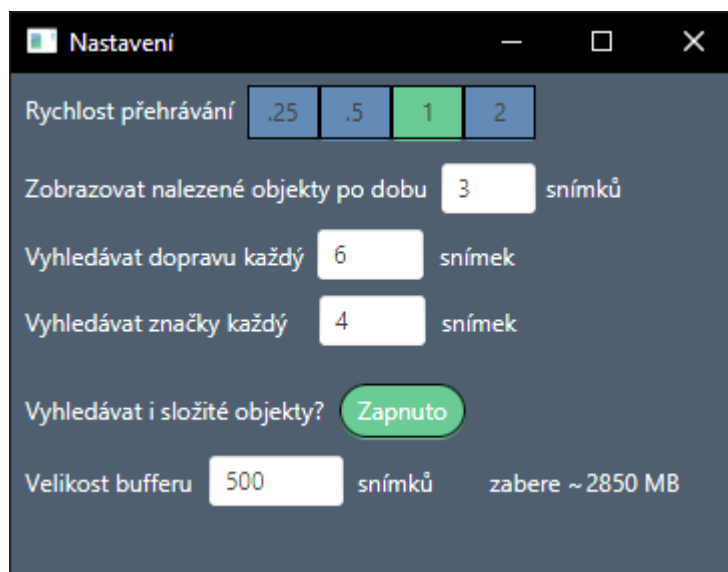 Nastavení
Rychlost přehrávání .25 .5 1 2
Zobrazovat nalezené objekty po dobu 3 snímků
Vyhledávat dopravu každý 6 snímek
Vyhledávat značky každý 4 snímek
Vyhledávat i složité objekty? Zapnuto
Velikost bufferu 500 snímků zabere ~2850 MB